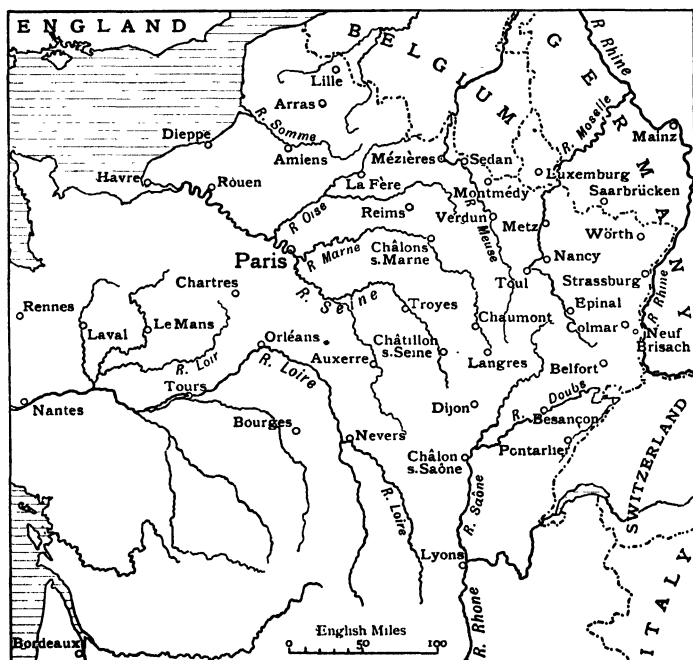 ENGLAND
BELGIUM
GERMANY
R. Rhine
Lille
Arras
R. Somme
R. Moselle
Mainz
Dieppe
Amiens
Mézières
Sedan
Luxemburg
Havre
Rouen
La Fère
Montmédy
Saarbrücken
R. Oise
Reims
Verdun
R. Meuse
Metz
Wörth
Paris
R. Marne
Châlons
s. Marne
Nancy
Strassburg
Chartres
R. Seine
Toul
R. Rhine
Rennes
Laval
Le Mans
Troyes
Chaumont
Epinal
Colmar
Neuf
Brisach
Orléans
Auxerre
Châtillon
s. Seine
Langres
Belfort
R. Loir
R. Loire
Tours
Nantes
Bourges
Nevers
Dijon
R. Doubs
Besançon
Châlon
s. Saône
Pontarlier
SWITZERLAND
R. Loire
R. Saône
Lyons
ITALY
R. Rhone
Bordeaux
English Miles
0 50 100